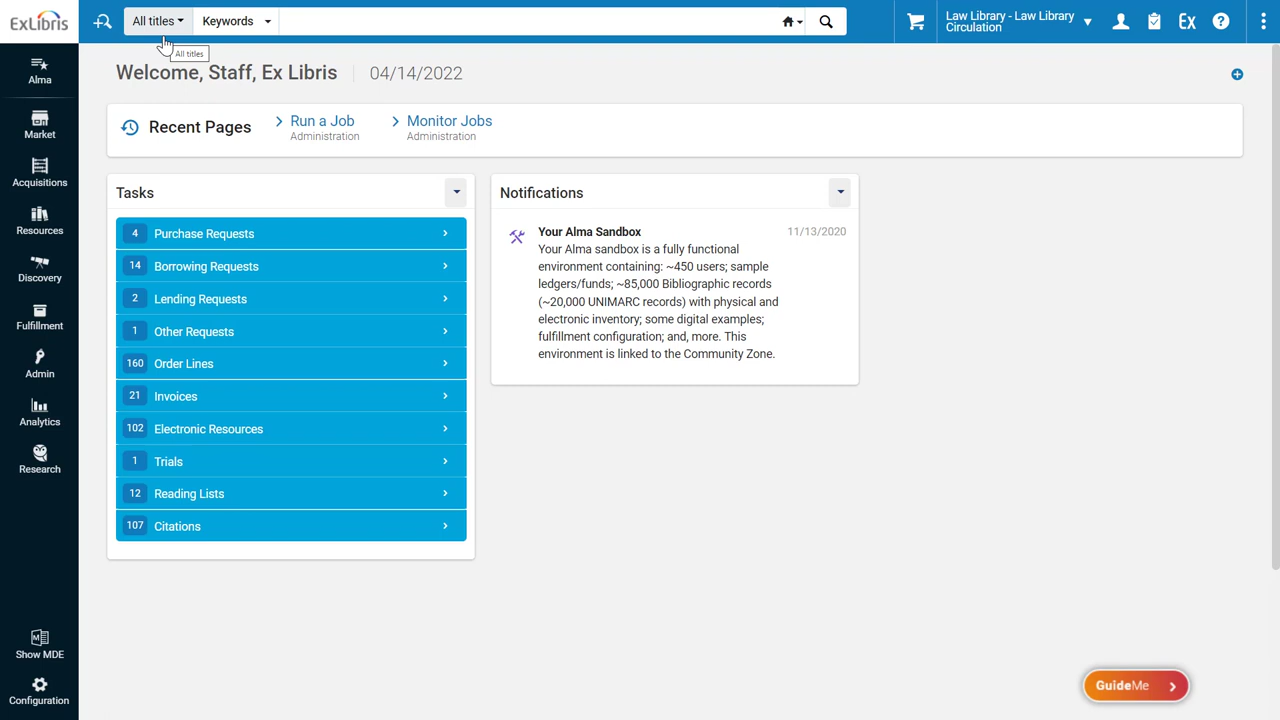 ExLibris
All titles
Keywords
Law Library - Law Library
Circulation
Ex
?
All titles
Alma
Welcome, Staff, Ex Libris
04/14/2022
Recent Pages
Run a Job
Administration
Monitor Jobs
Administration
Market
Acquisitions
Resources
Discovery
Fulfillment
Admin
Analytics
Research
Show MDE
Configuration
Tasks
4 Purchase Requests
14 Borrowing Requests
2 Lending Requests
1 Other Requests
160 Order Lines
21 Invoices
102 Electronic Resources
1 Trials
12 Reading Lists
107 Citations
Notifications
Your Alma Sandbox
11/13/2020
Your Alma sandbox is a fully functional
environment containing: ~450 users; sample
ledgers/funds; ~85,000 Bibliographic records
(~20,000 UNIMARC records) with physical and
electronic inventory; some digital examples;
fulfillment configuration; and, more. This
environment is linked to the Community Zone.
GuideMe